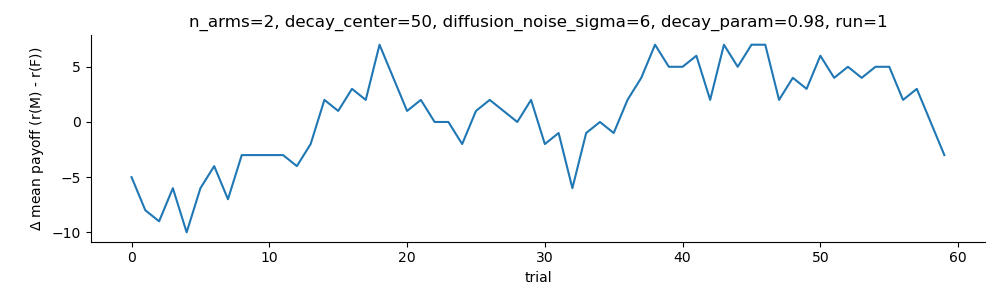 n_arms=2, decay_center=50, diffusion_noise_sigma=6, decay_param=0.98, run=1
Δ mean payoff (r(M) - r(F))
5
0
−5
−10
0 10 20 30 40 50 60
trial